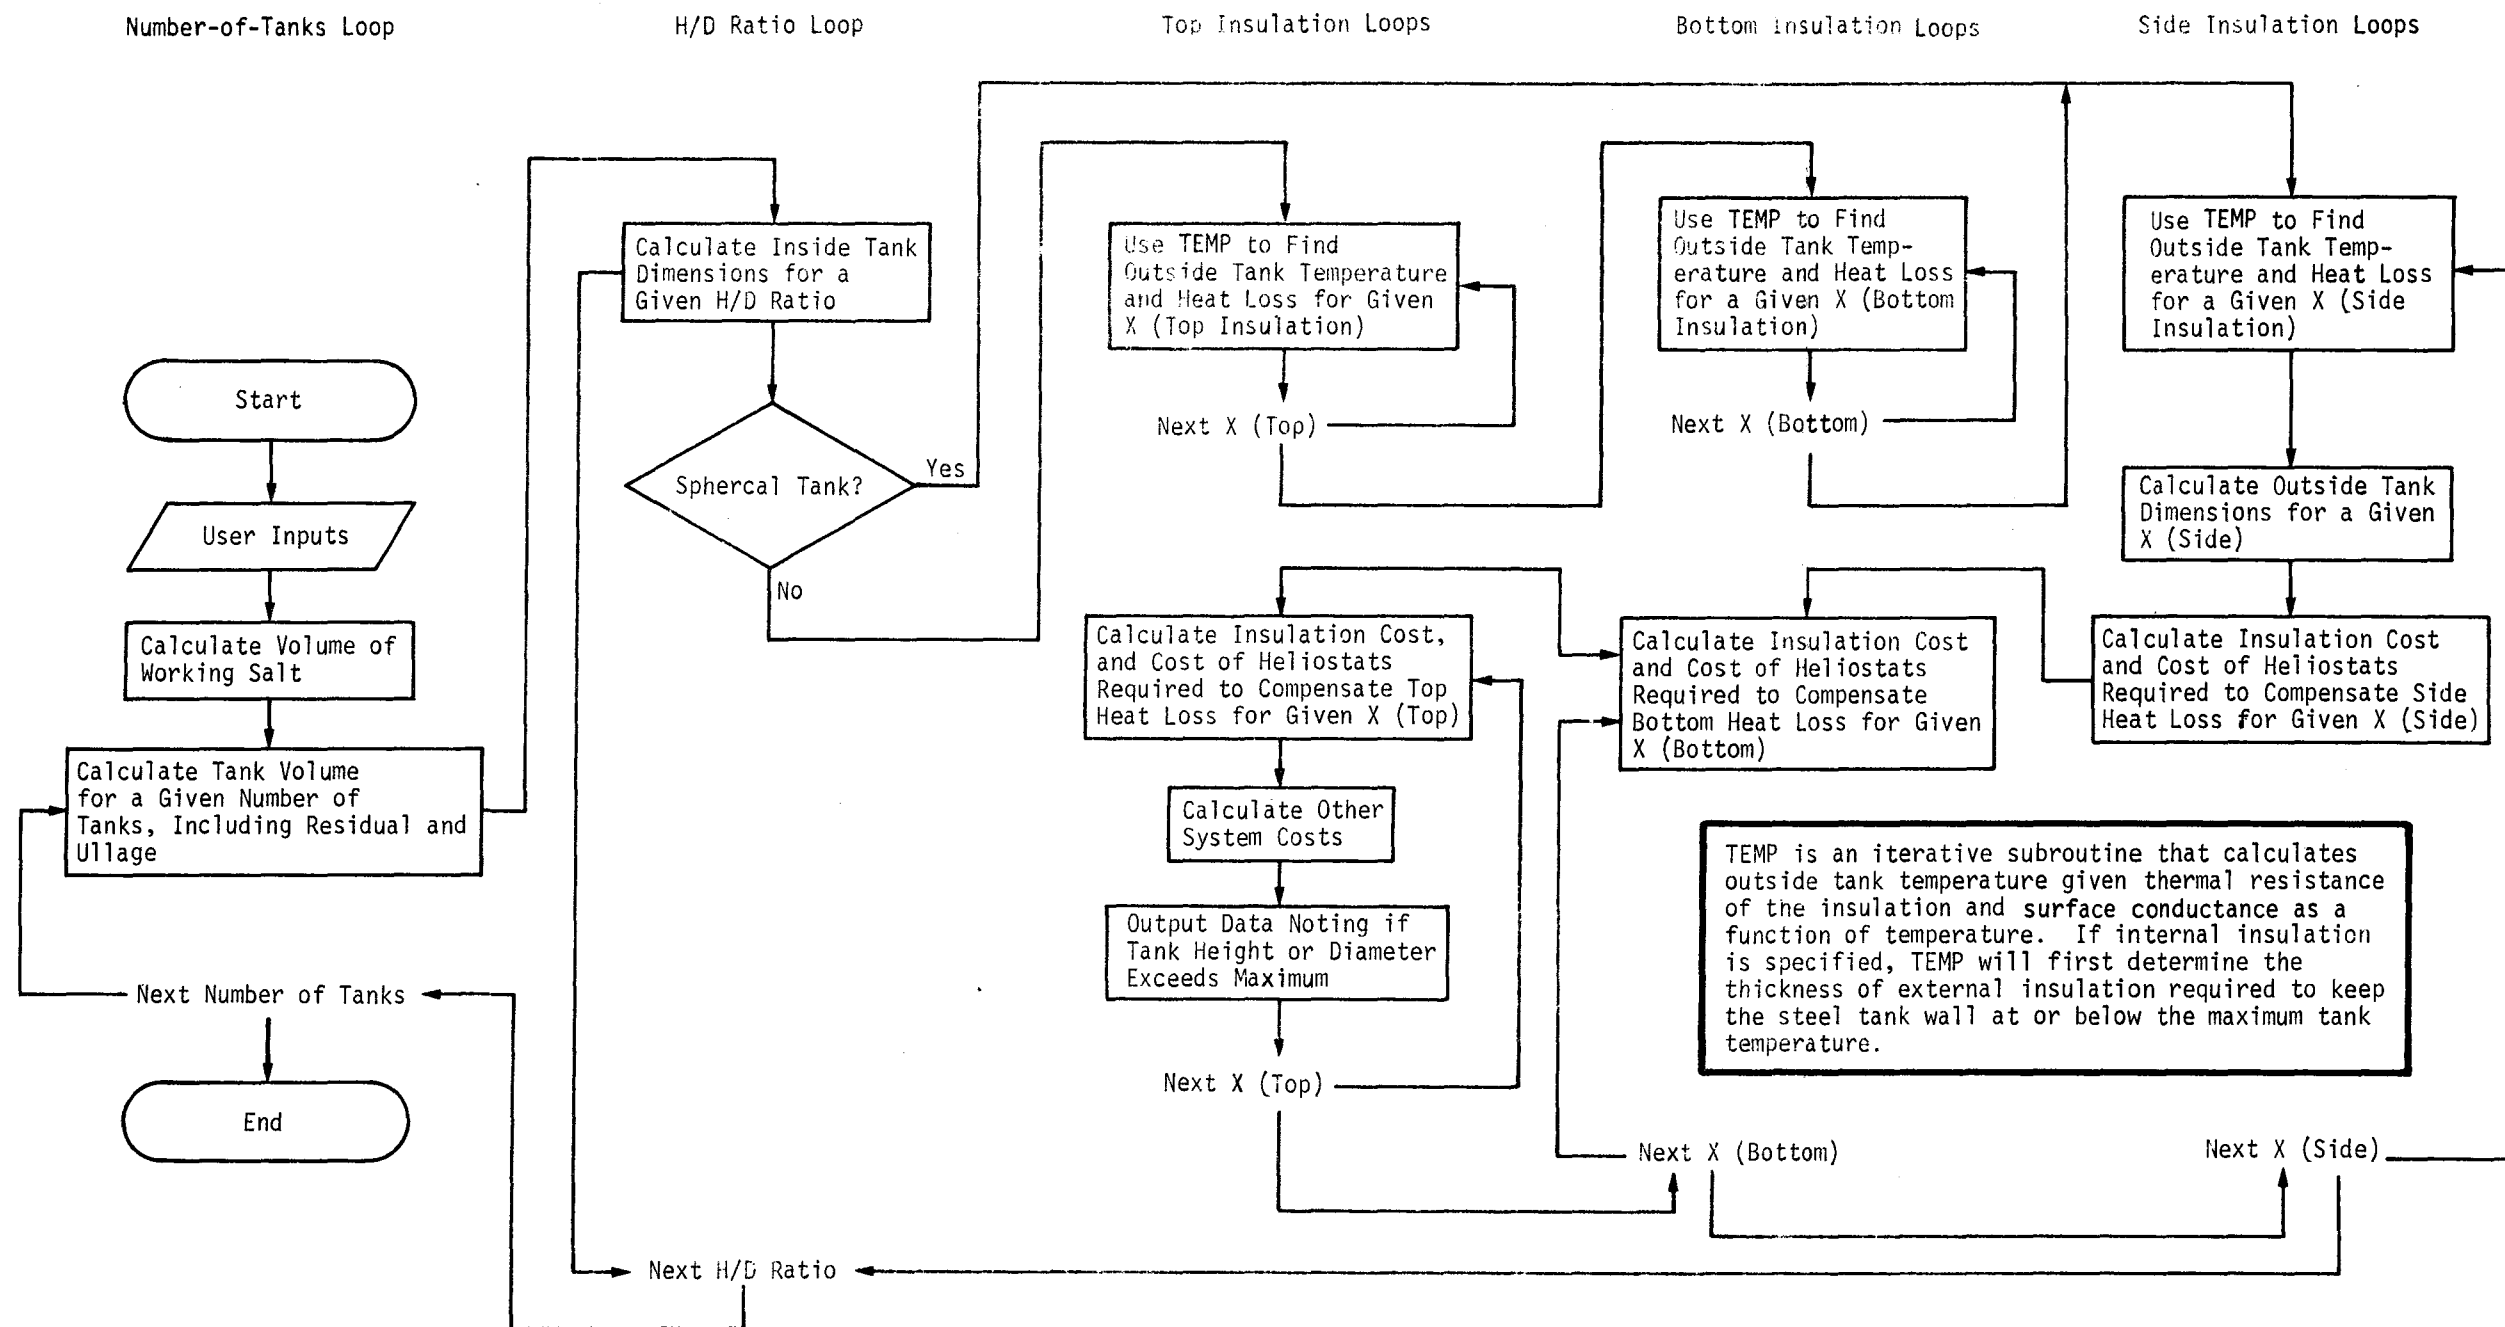 Number-of-Tanks Loop
H/D Ratio Loop
Top Insulation Loops
Bottom Insulation Loops
Side Insulation Loops
Start
User Inputs
Calculate Volume of
Working Salt
Calculate Tank Volume
for a Given Number of
Tanks, Including Residual and
Ullage
Next Number of Tanks
End
Calculate Inside Tank
Dimensions for a
Given H/D Ratio
Sphercal Tank?
Yes
No
Next H/D Ratio
Use TEMP to Find
Outside Tank Temperature
and Heat Loss for Given
X (Top Insulation)
Next X (Top)
Calculate Insulation Cost,
and Cost of Heliostats
Required to Compensate Top
Heat Loss for Given X (Top)
Calculate Other
System Costs
Output Data Noting if
Tank Height or Diameter
Exceeds Maximum
Next X (Top)
Use TEMP to Find
Outside Tank Temp-
erature and Heat Loss
for a Given X (Bottom
Insulation)
Next X (Bottom)
Calculate Insulation Cost
and Cost of Heliostats
Required to Compensate
Bottom Heat Loss for Given
X (Bottom)
Use TEMP to Find
Outside Tank Temp-
erature and Heat Loss
for a Given X (Side
Insulation)
Calculate Outside Tank
Dimensions for a Given
X (Side)
Calculate Insulation Cost
and Cost of Heliostats
Required to Compensate Side
Heat Loss for Given X (Side)
TEMP is an iterative subroutine that calculates
outside tank temperature given thermal resistance
of the insulation and surface conductance as a
function of temperature. If internal insulation
is specified, TEMP will first determine the
thickness of external insulation required to keep
the steel tank wall at or below the maximum tank
temperature.
Next X (Bottom)
Next X (Side)